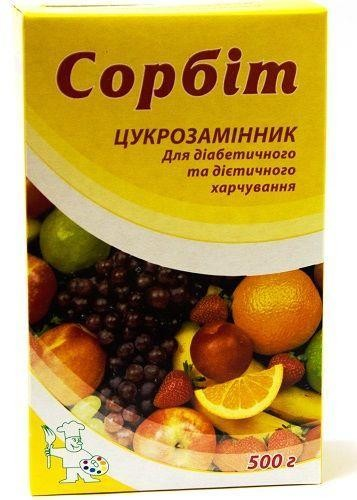 Сорбіт
ЦУКРОЗАМІННИК
Для діабетичного
та дієтичного
харчування
500 г